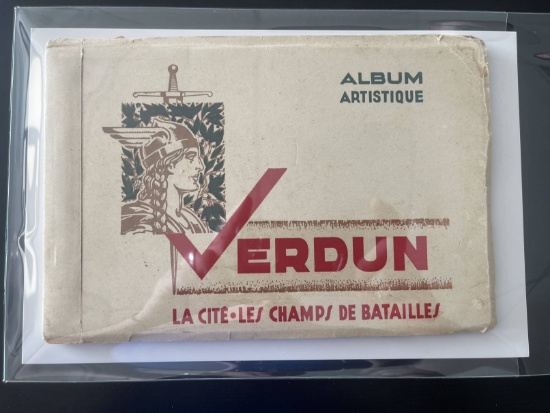 ALBUM
ARTISTIQUE
VERDUN
LA CITÉ • LES CHAMPS DE BATAILLES